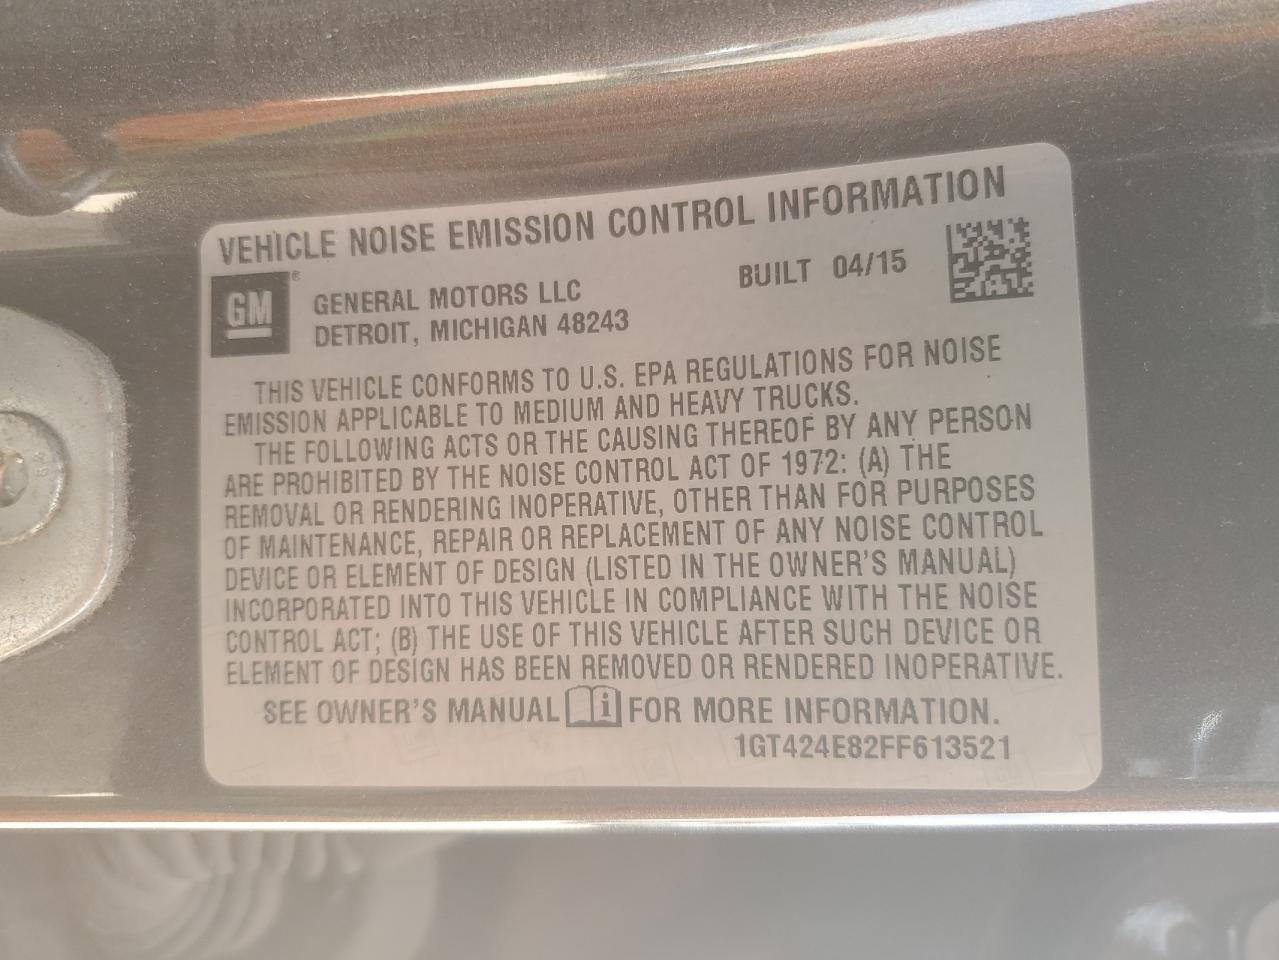 VEHICLE NOISE EMISSION CONTROL INFORMATION
GM®
GENERAL MOTORS LLC
DETROIT, MICHIGAN 48243
BUILT 04/15
THIS VEHICLE CONFORMS TO U.S. EPA REGULATIONS FOR NOISE
EMISSION APPLICABLE TO MEDIUM AND HEAVY TRUCKS.
THE FOLLOWING ACTS OR THE CAUSING THEREOF BY ANY PERSON
ARE PROHIBITED BY THE NOISE CONTROL ACT OF 1972: (A) THE
REMOVAL OR RENDERING INOPERATIVE, OTHER THAN FOR PURPOSES
OF MAINTENANCE, REPAIR OR REPLACEMENT OF ANY NOISE CONTROL
DEVICE OR ELEMENT OF DESIGN (LISTED IN THE OWNER'S MANUAL)
INCORPORATED INTO THIS VEHICLE IN COMPLIANCE WITH THE NOISE
CONTROL ACT; (B) THE USE OF THIS VEHICLE AFTER SUCH DEVICE OR
ELEMENT OF DESIGN HAS BEEN REMOVED OR RENDERED INOPERATIVE.
SEE OWNER'S MANUAL i FOR MORE INFORMATION.
1GT424E82FF613521